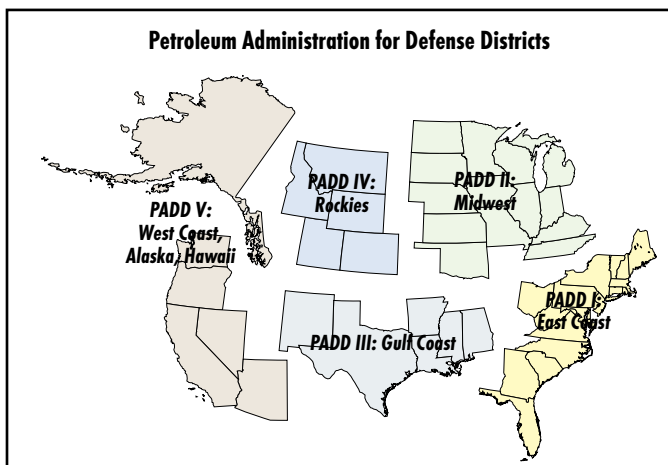 Petroleum Administration for Defense Districts
PADD IV:
Rockies
PADD II:
Midwest
PADD V:
West Coast,
Alaska, Hawaii
PADD I:
East Coast
PADD III: Gulf Coast